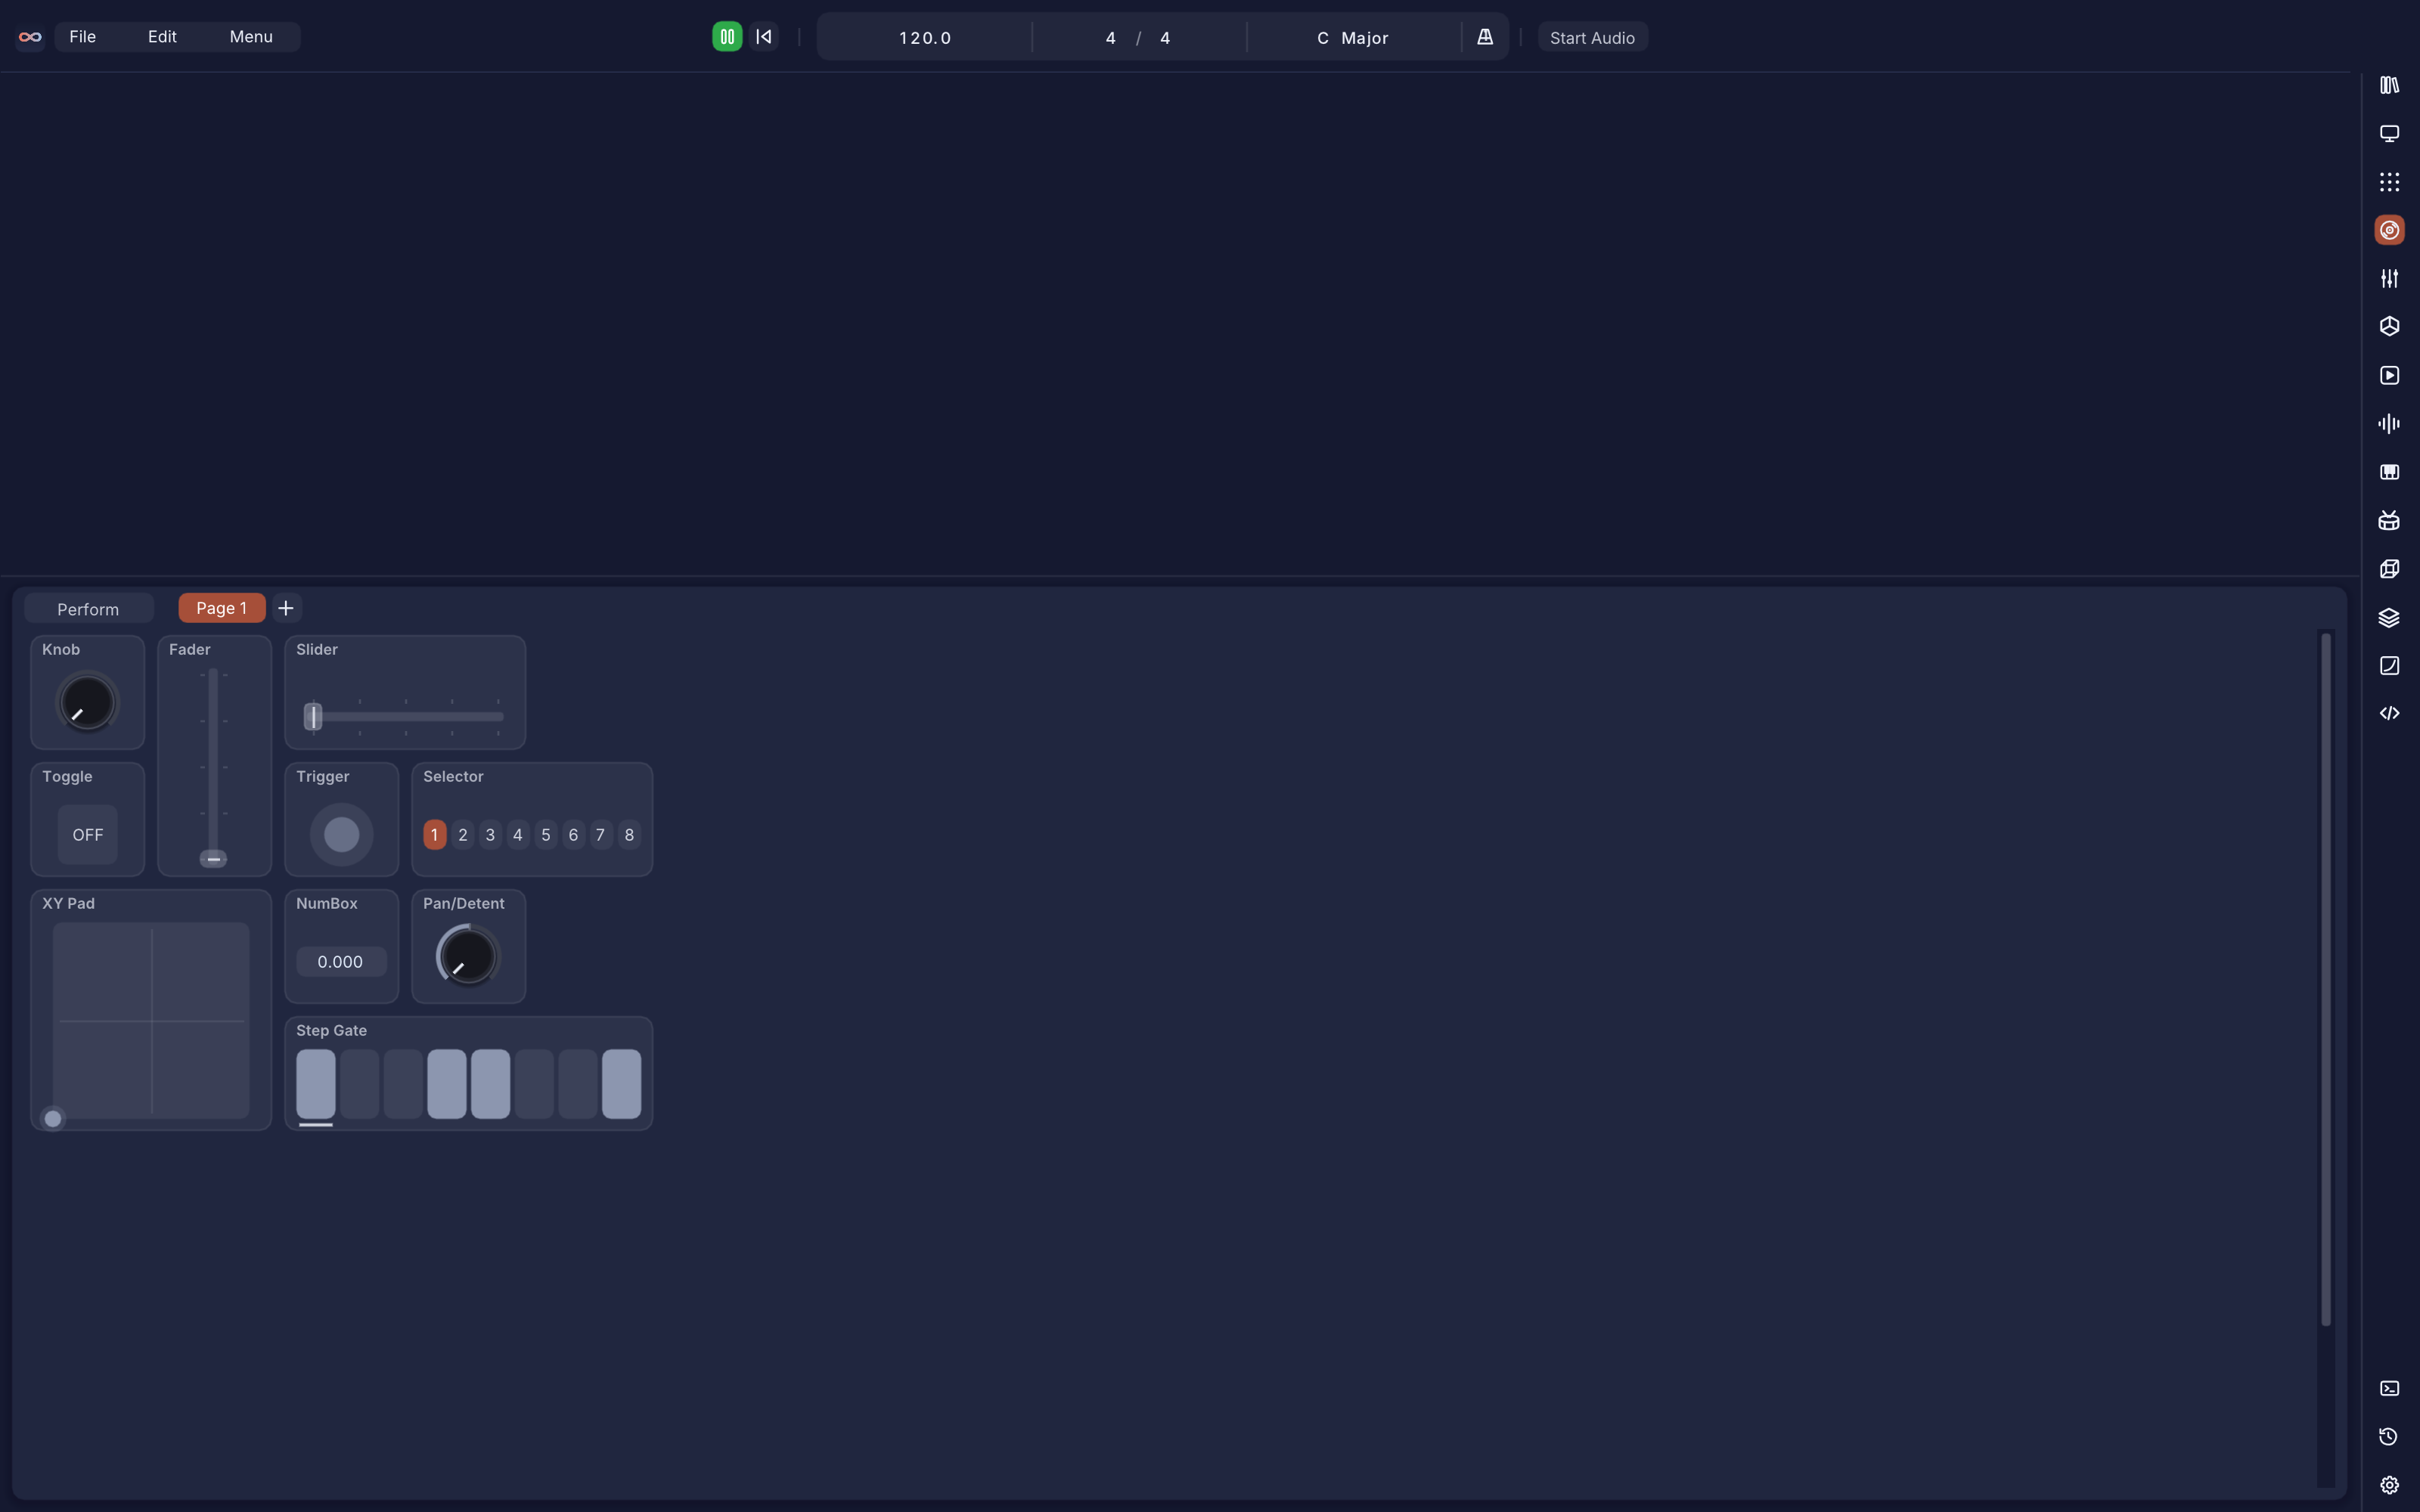 File Edit Menu 120.0 4 / 4 C Major Start Audio
Perform Page 1 +
Knob Fader Slider
Toggle Trigger Selector
OFF 1 2 3 4 5 6 7 8
XY Pad NumBox Pan/Detent
0.000
Step Gate